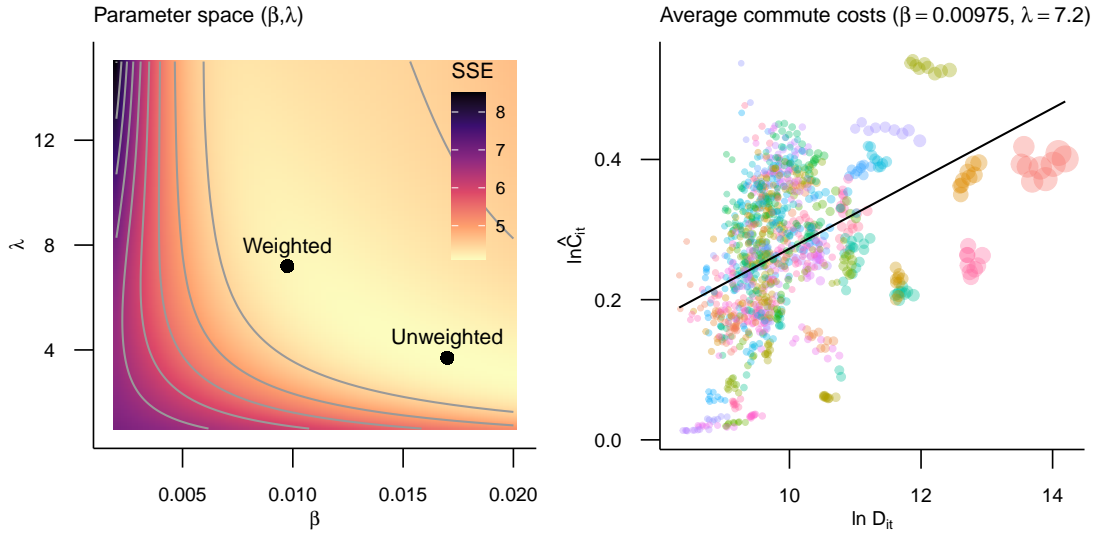 Parameter space (β,λ)
SSE
8
7
6
5
Weighted
Unweighted
12
8
4
λ
0.005
0.010
0.015
0.020
β
Average commute costs (β = 0.00975, λ = 7.2)
0.4
0.2
0.0
lnĈit
10
12
14
ln Dit